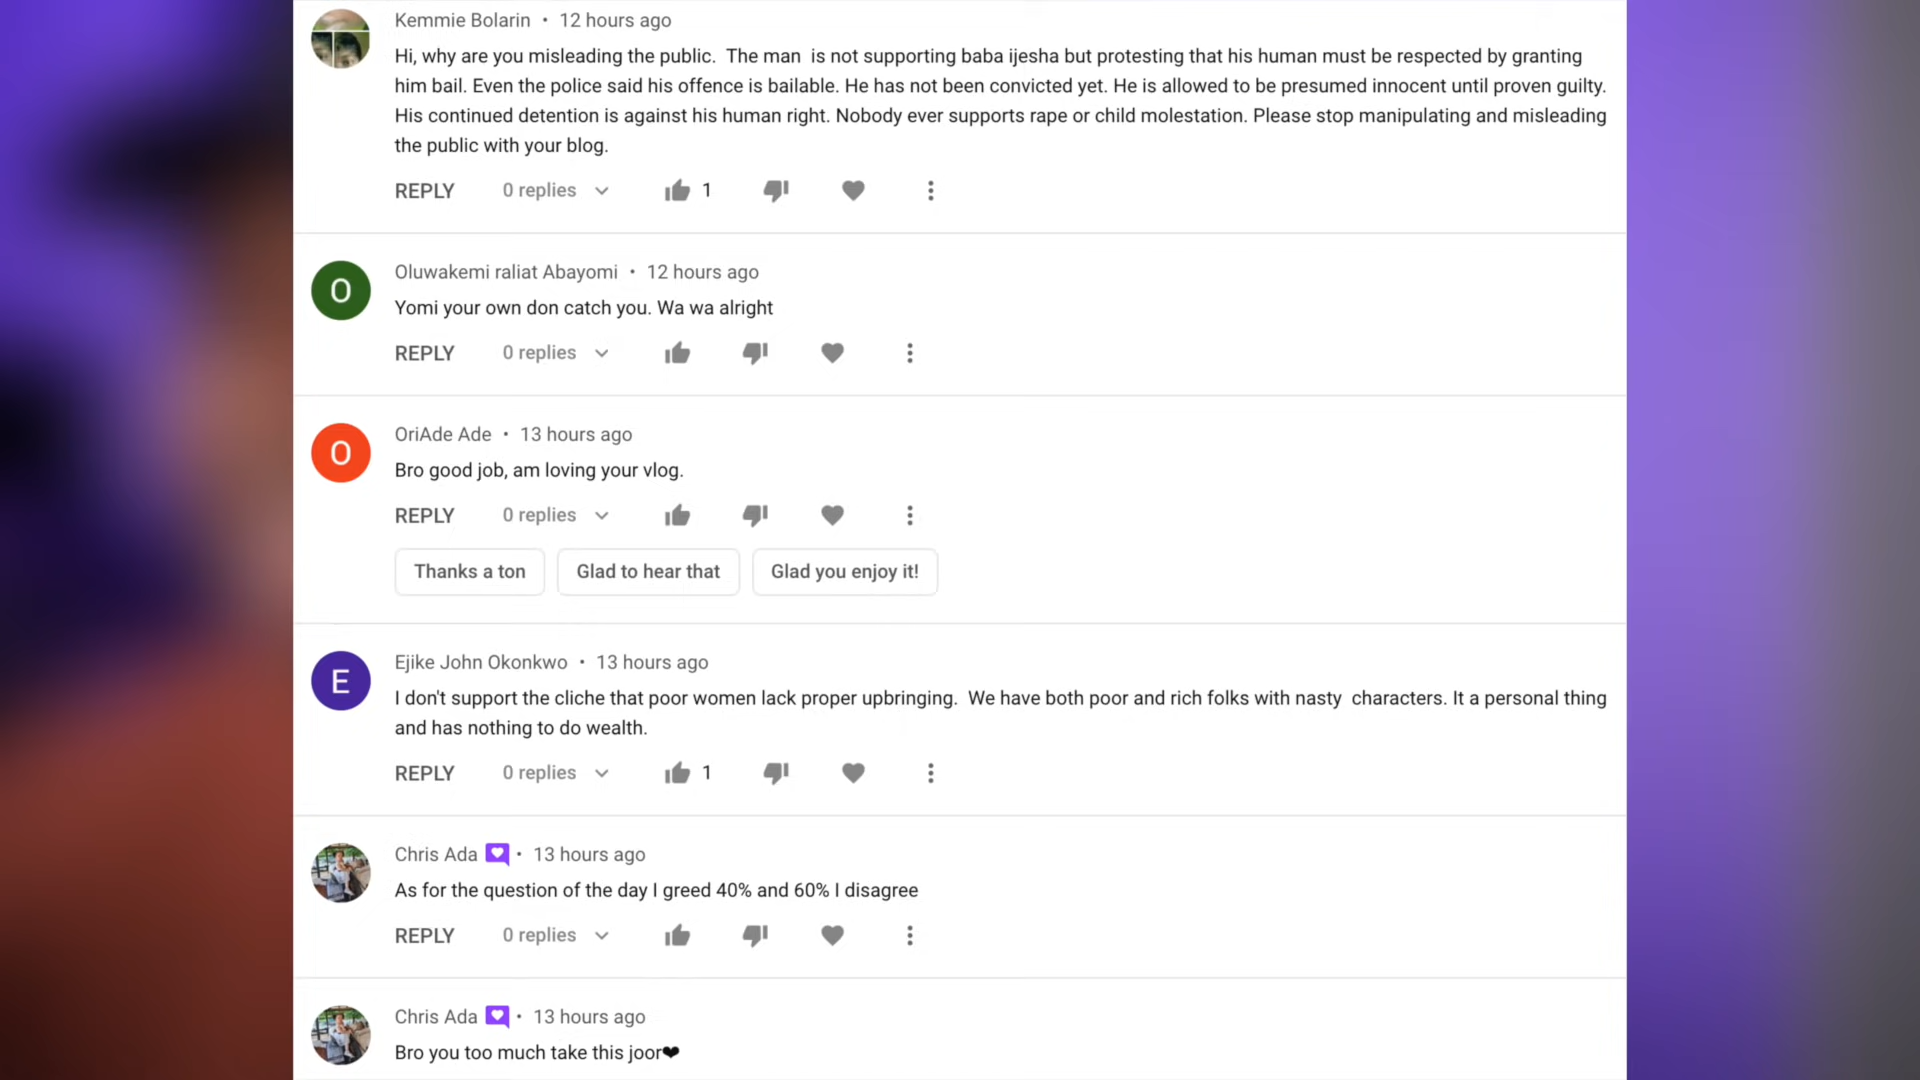 Kemmie Bolarin • 12 hours ago
Hi, why are you misleading the public.  The man  is not supporting baba ijesha but protesting that his human must be respected by granting
him bail. Even the police said his offence is bailable. He has not been convicted yet. He is allowed to be presumed innocent until proven guilty.
His continued detention is against his human right. Nobody ever supports rape or child molestation. Please stop manipulating and misleading
the public with your blog.
REPLY 0 replies 1
O
Oluwakemi raliat Abayomi • 12 hours ago
Yomi your own don catch you. Wa wa alright
REPLY 0 replies
O
OriAde Ade • 13 hours ago
Bro good job, am loving your vlog.
REPLY 0 replies
Thanks a ton Glad to hear that Glad you enjoy it!
E
Ejike John Okonkwo • 13 hours ago
I don't support the cliche that poor women lack proper upbringing.  We have both poor and rich folks with nasty  characters. It a personal thing
and has nothing to do wealth.
REPLY 0 replies 1
Chris Ada • 13 hours ago
As for the question of the day I greed 40% and 60% I disagree
REPLY 0 replies
Chris Ada • 13 hours ago
Bro you too much take this joor❤